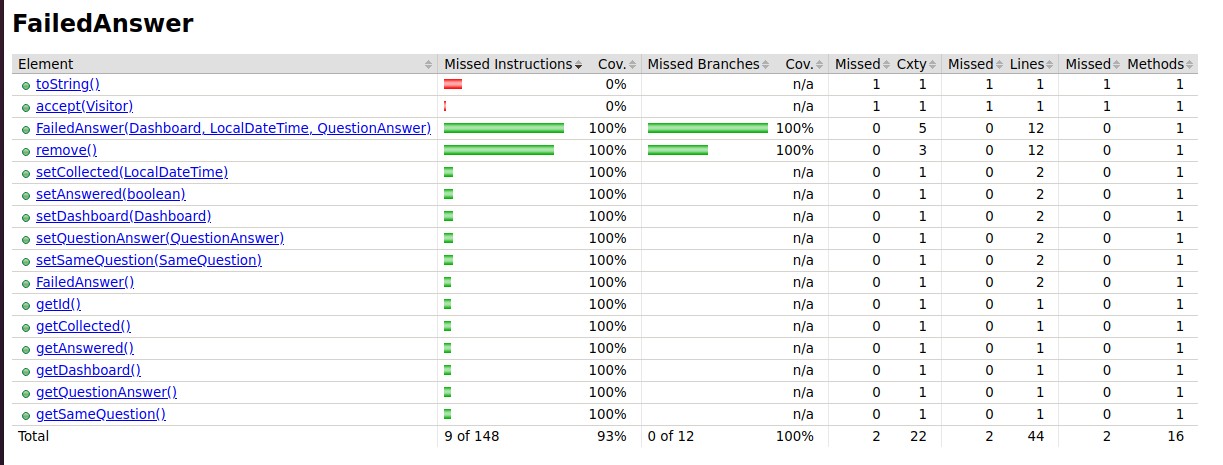 FailedAnswer
Element Missed Instructions Cov. Missed Branches Cov. Missed Cxty Missed Lines Missed Methods
toString() 0% n/a 1 1 1 1 1 1
accept(Visitor) 0% n/a 1 1 1 1 1 1
FailedAnswer(Dashboard, LocalDateTime, QuestionAnswer) 100% 100% 0 5 0 12 0 1
remove() 100% 100% 0 3 0 12 0 1
setCollected(LocalDateTime) 100% n/a 0 1 0 2 0 1
setAnswered(boolean) 100% n/a 0 1 0 2 0 1
setDashboard(Dashboard) 100% n/a 0 1 0 2 0 1
setQuestionAnswer(QuestionAnswer) 100% n/a 0 1 0 2 0 1
setSameQuestion(SameQuestion) 100% n/a 0 1 0 2 0 1
FailedAnswer() 100% n/a 0 1 0 2 0 1
getId() 100% n/a 0 1 0 1 0 1
getCollected() 100% n/a 0 1 0 1 0 1
getAnswered() 100% n/a 0 1 0 1 0 1
getDashboard() 100% n/a 0 1 0 1 0 1
getQuestionAnswer() 100% n/a 0 1 0 1 0 1
getSameQuestion() 100% n/a 0 1 0 1 0 1
Total 9 of 148 93% 0 of 12 100% 2 22 2 44 2 16